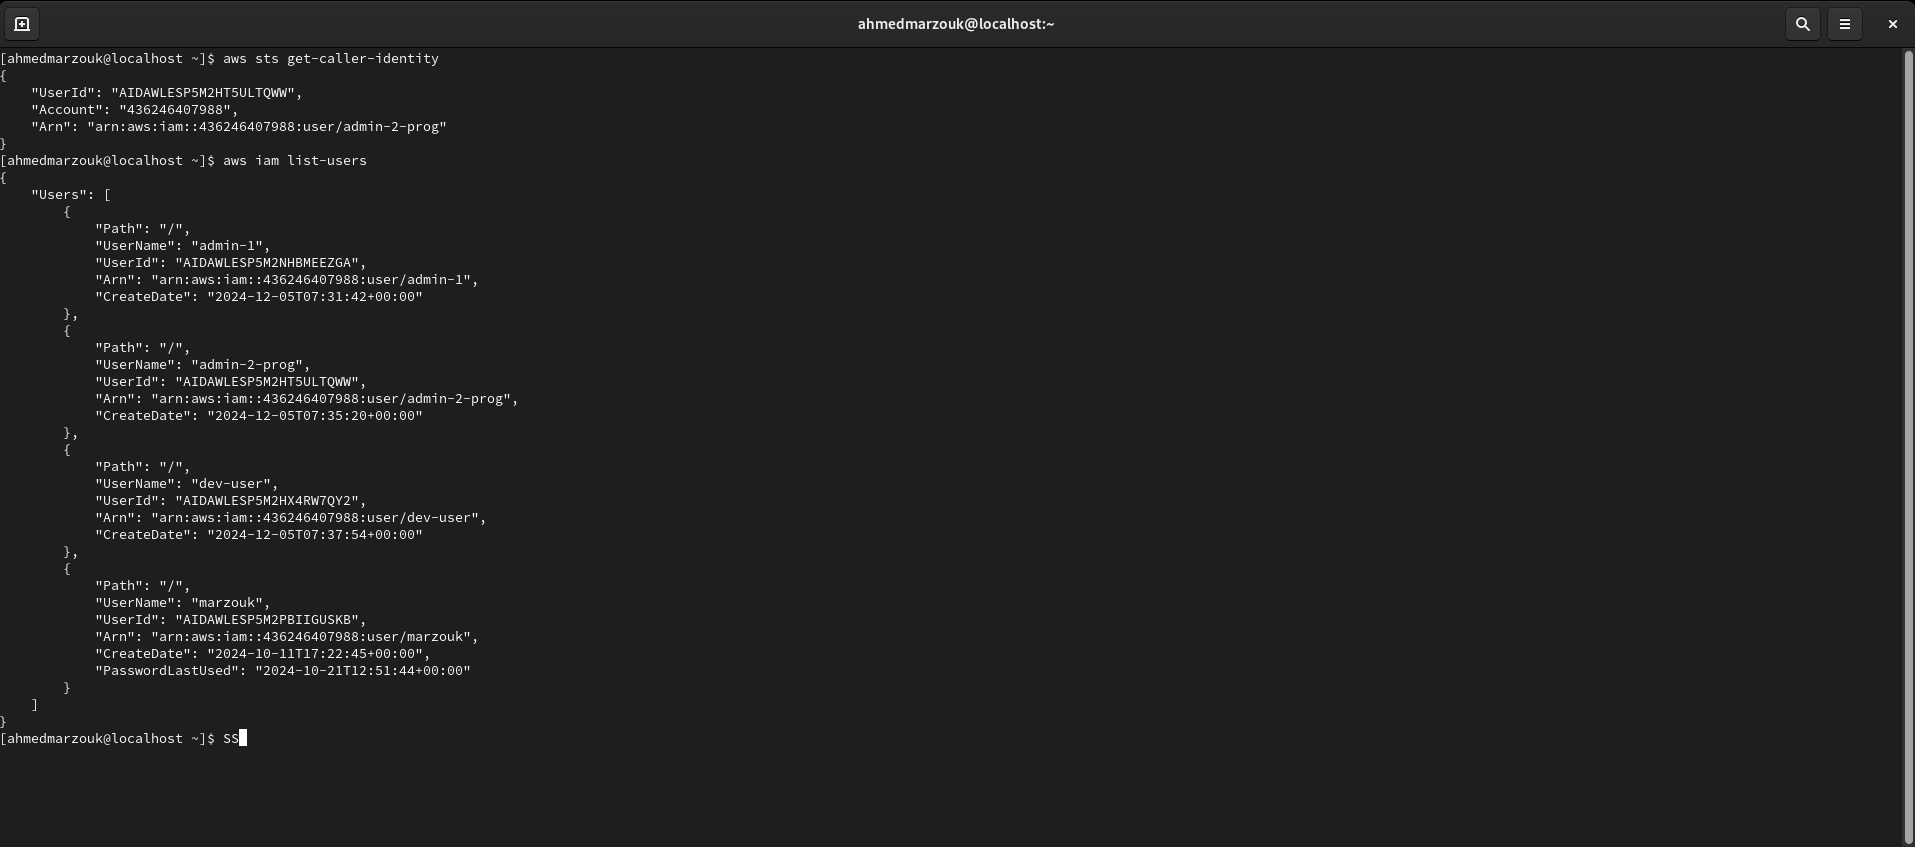 ahmedmarzouk@localhost:~
[ahmedmarzouk@localhost ~]$ aws sts get-caller-identity
{
    "UserId": "AIDAWLESP5M2HT5ULTQWW",
    "Account": "436246407988",
    "Arn": "arn:aws:iam::436246407988:user/admin-2-prog"
}
[ahmedmarzouk@localhost ~]$ aws iam list-users
{
    "Users": [
        {
            "Path": "/",
            "UserName": "admin-1",
            "UserId": "AIDAWLESP5M2NHBMEEZGA",
            "Arn": "arn:aws:iam::436246407988:user/admin-1",
            "CreateDate": "2024-12-05T07:31:42+00:00"
        },
        {
            "Path": "/",
            "UserName": "admin-2-prog",
            "UserId": "AIDAWLESP5M2HT5ULTQWW",
            "Arn": "arn:aws:iam::436246407988:user/admin-2-prog",
            "CreateDate": "2024-12-05T07:35:20+00:00"
        },
        {
            "Path": "/",
            "UserName": "dev-user",
            "UserId": "AIDAWLESP5M2HX4RW7QY2",
            "Arn": "arn:aws:iam::436246407988:user/dev-user",
            "CreateDate": "2024-12-05T07:37:54+00:00"
        },
        {
            "Path": "/",
            "UserName": "marzouk",
            "UserId": "AIDAWLESP5M2PBIIGUSKB",
            "Arn": "arn:aws:iam::436246407988:user/marzouk",
            "CreateDate": "2024-10-11T17:22:45+00:00",
            "PasswordLastUsed": "2024-10-21T12:51:44+00:00"
        }
    ]
}
[ahmedmarzouk@localhost ~]$ SS